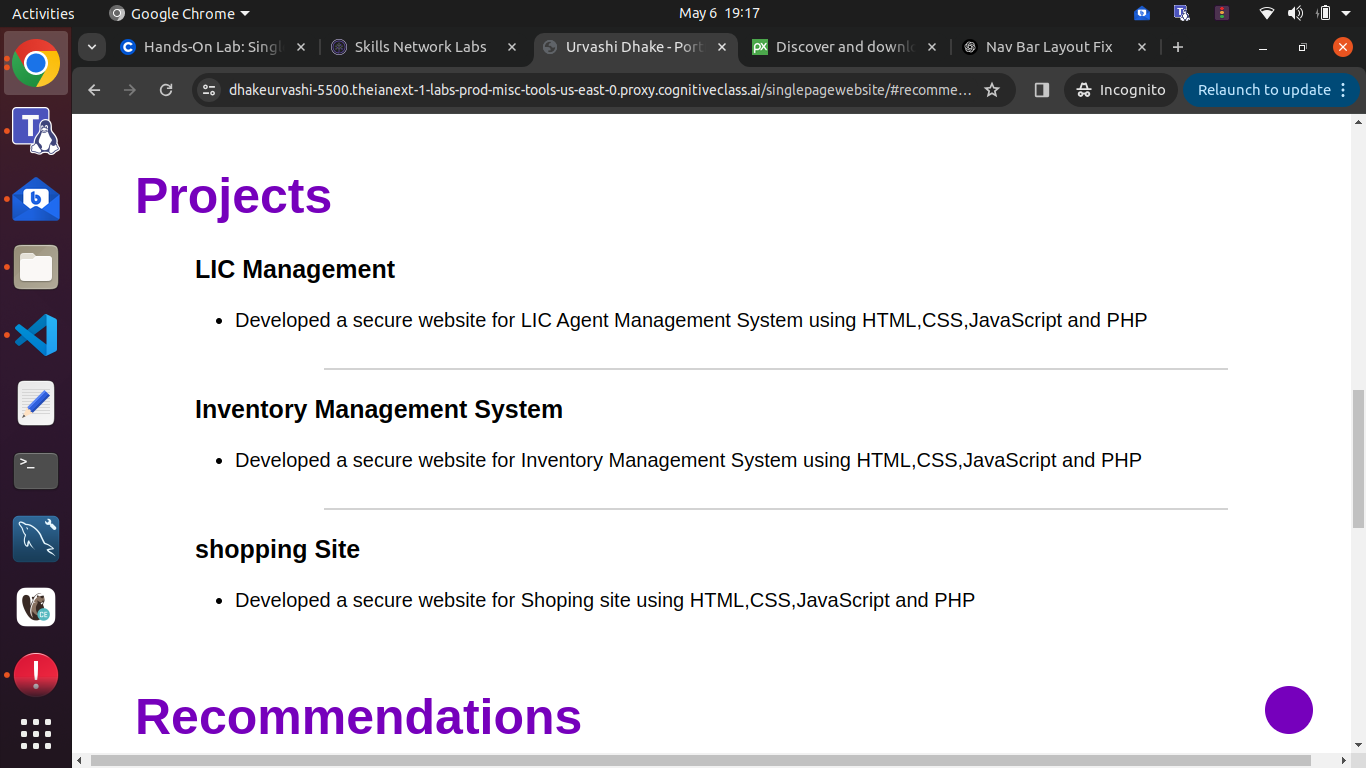 Activities
Google Chrome
May 6 19:17
Hands-On Lab: Singl
Skills Network Labs
Urvashi Dhake - Port
Discover and downl
Nav Bar Layout Fix
dhakeurvashi-5500.theianext-1-labs-prod-misc-tools-us-east-0.proxy.cognitiveclass.ai/singlepagewebsite/#recomme...
Incognito
Relaunch to update
Projects
LIC Management
• Developed a secure website for LIC Agent Management System using HTML,CSS,JavaScript and PHP
Inventory Management System
• Developed a secure website for Inventory Management System using HTML,CSS,JavaScript and PHP
shopping Site
• Developed a secure website for Shoping site using HTML,CSS,JavaScript and PHP
Recommendations